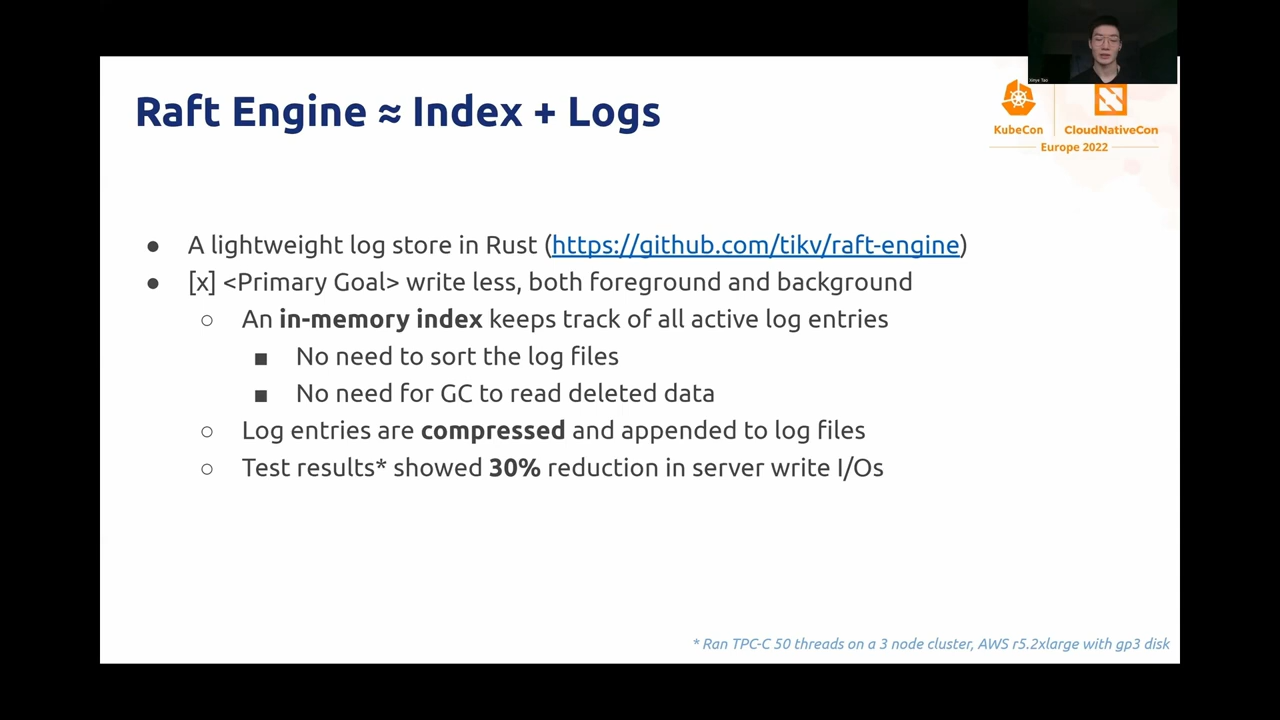 Raft Engine ≈ Index + Logs
KubeCon
CloudNativeCon
Europe 2022
● A lightweight log store in Rust (https://github.com/tikv/raft-engine)
● [x] <Primary Goal> write less, both foreground and background
○ An in-memory index keeps track of all active log entries
■ No need to sort the log files
■ No need for GC to read deleted data
○ Log entries are compressed and appended to log files
○ Test results* showed 30% reduction in server write I/Os
* Ran TPC-C 50 threads on a 3 node cluster, AWS r5.2xlarge with gp3 disk